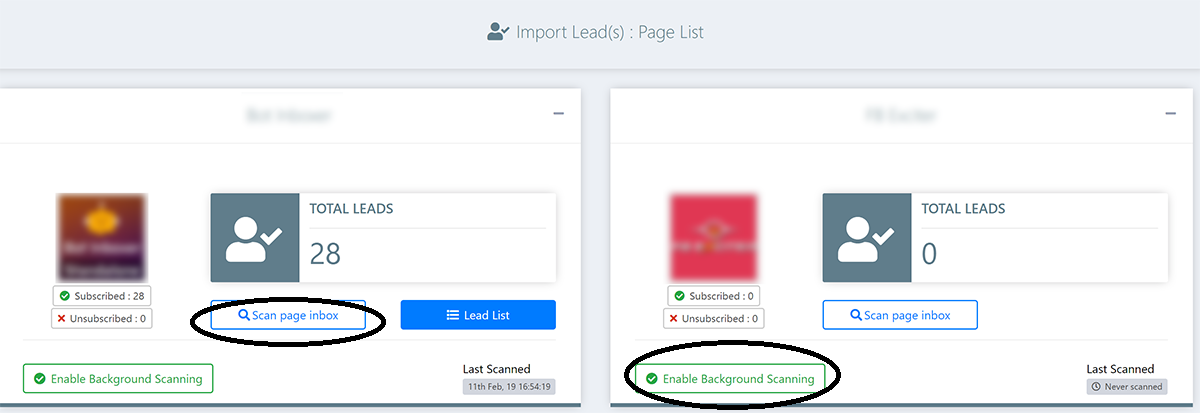 Import Lead(s) : Page List
TOTAL LEADS
28
Subscribed : 28
Unsubscribed : 0
Scan page inbox
Lead List
Enable Background Scanning
Last Scanned
11th Feb, 19 16:54:19
TOTAL LEADS
0
Subscribed : 0
Unsubscribed : 0
Scan page inbox
Enable Background Scanning
Last Scanned
Never scanned